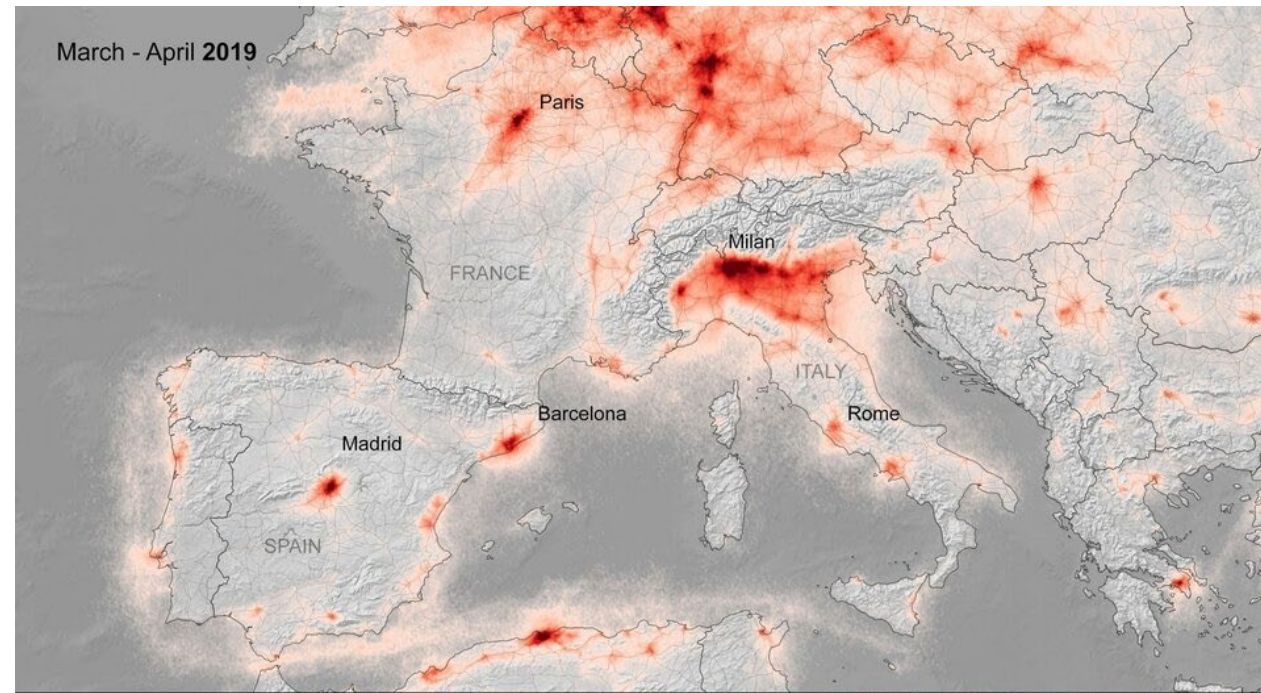 March - April 2019
Paris
Milan
FRANCE
ITALY
Barcelona
Rome
Madrid
SPAIN